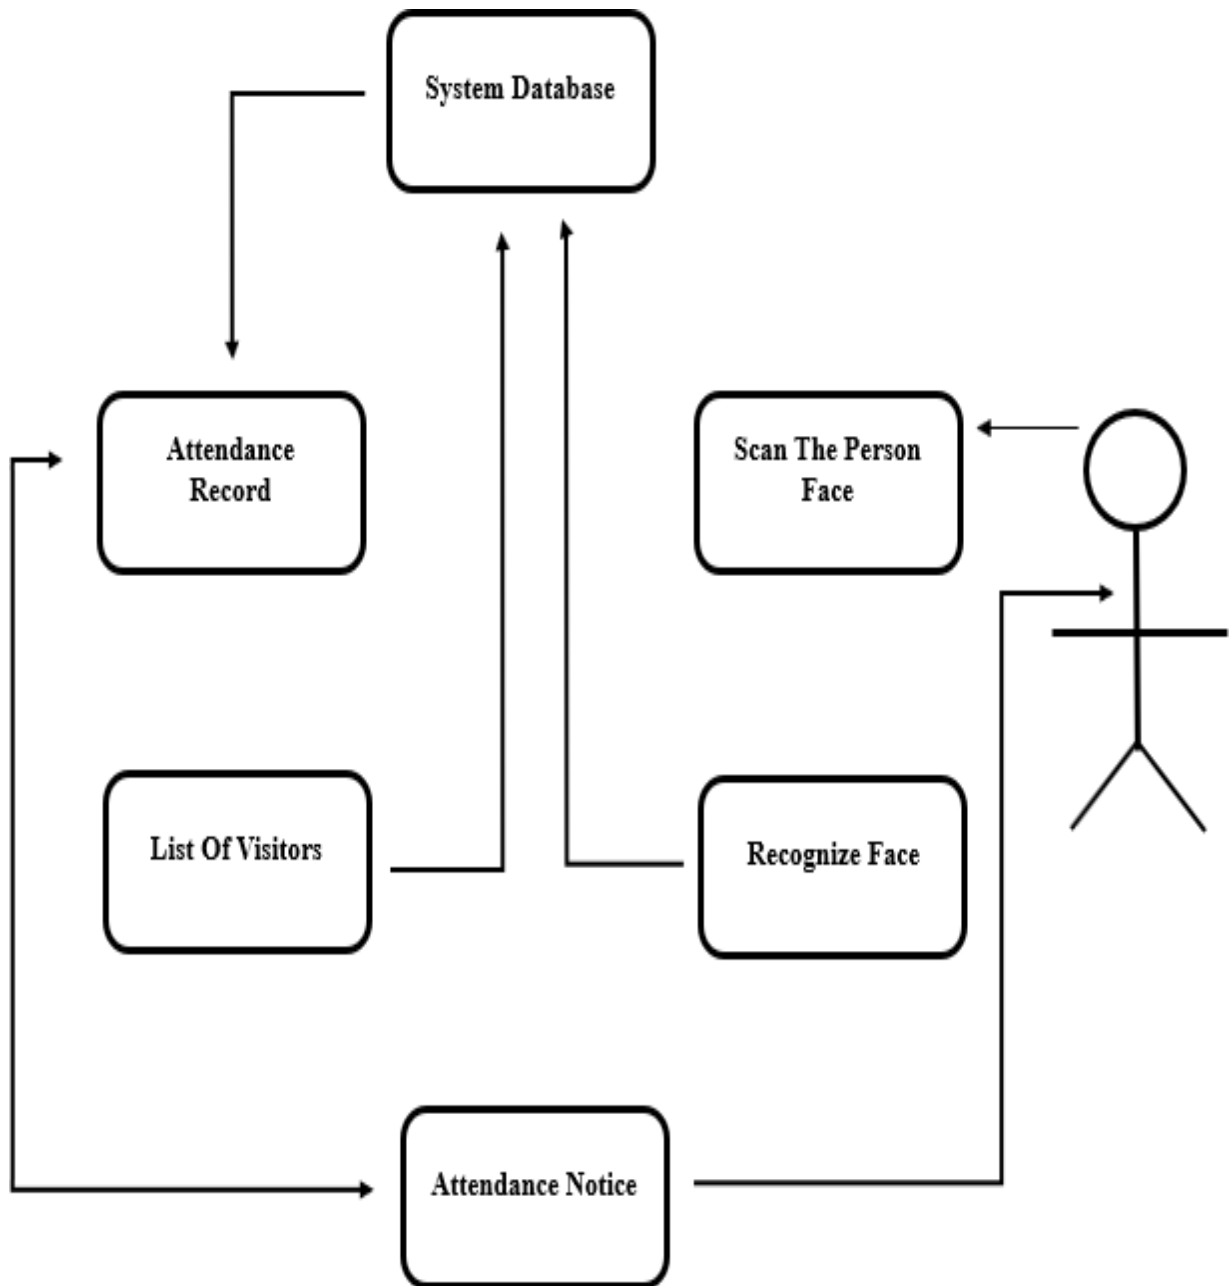 System Database
Attendance
Record
Scan The Person
Face
List Of Visitors
Recognize Face
Attendance Notice